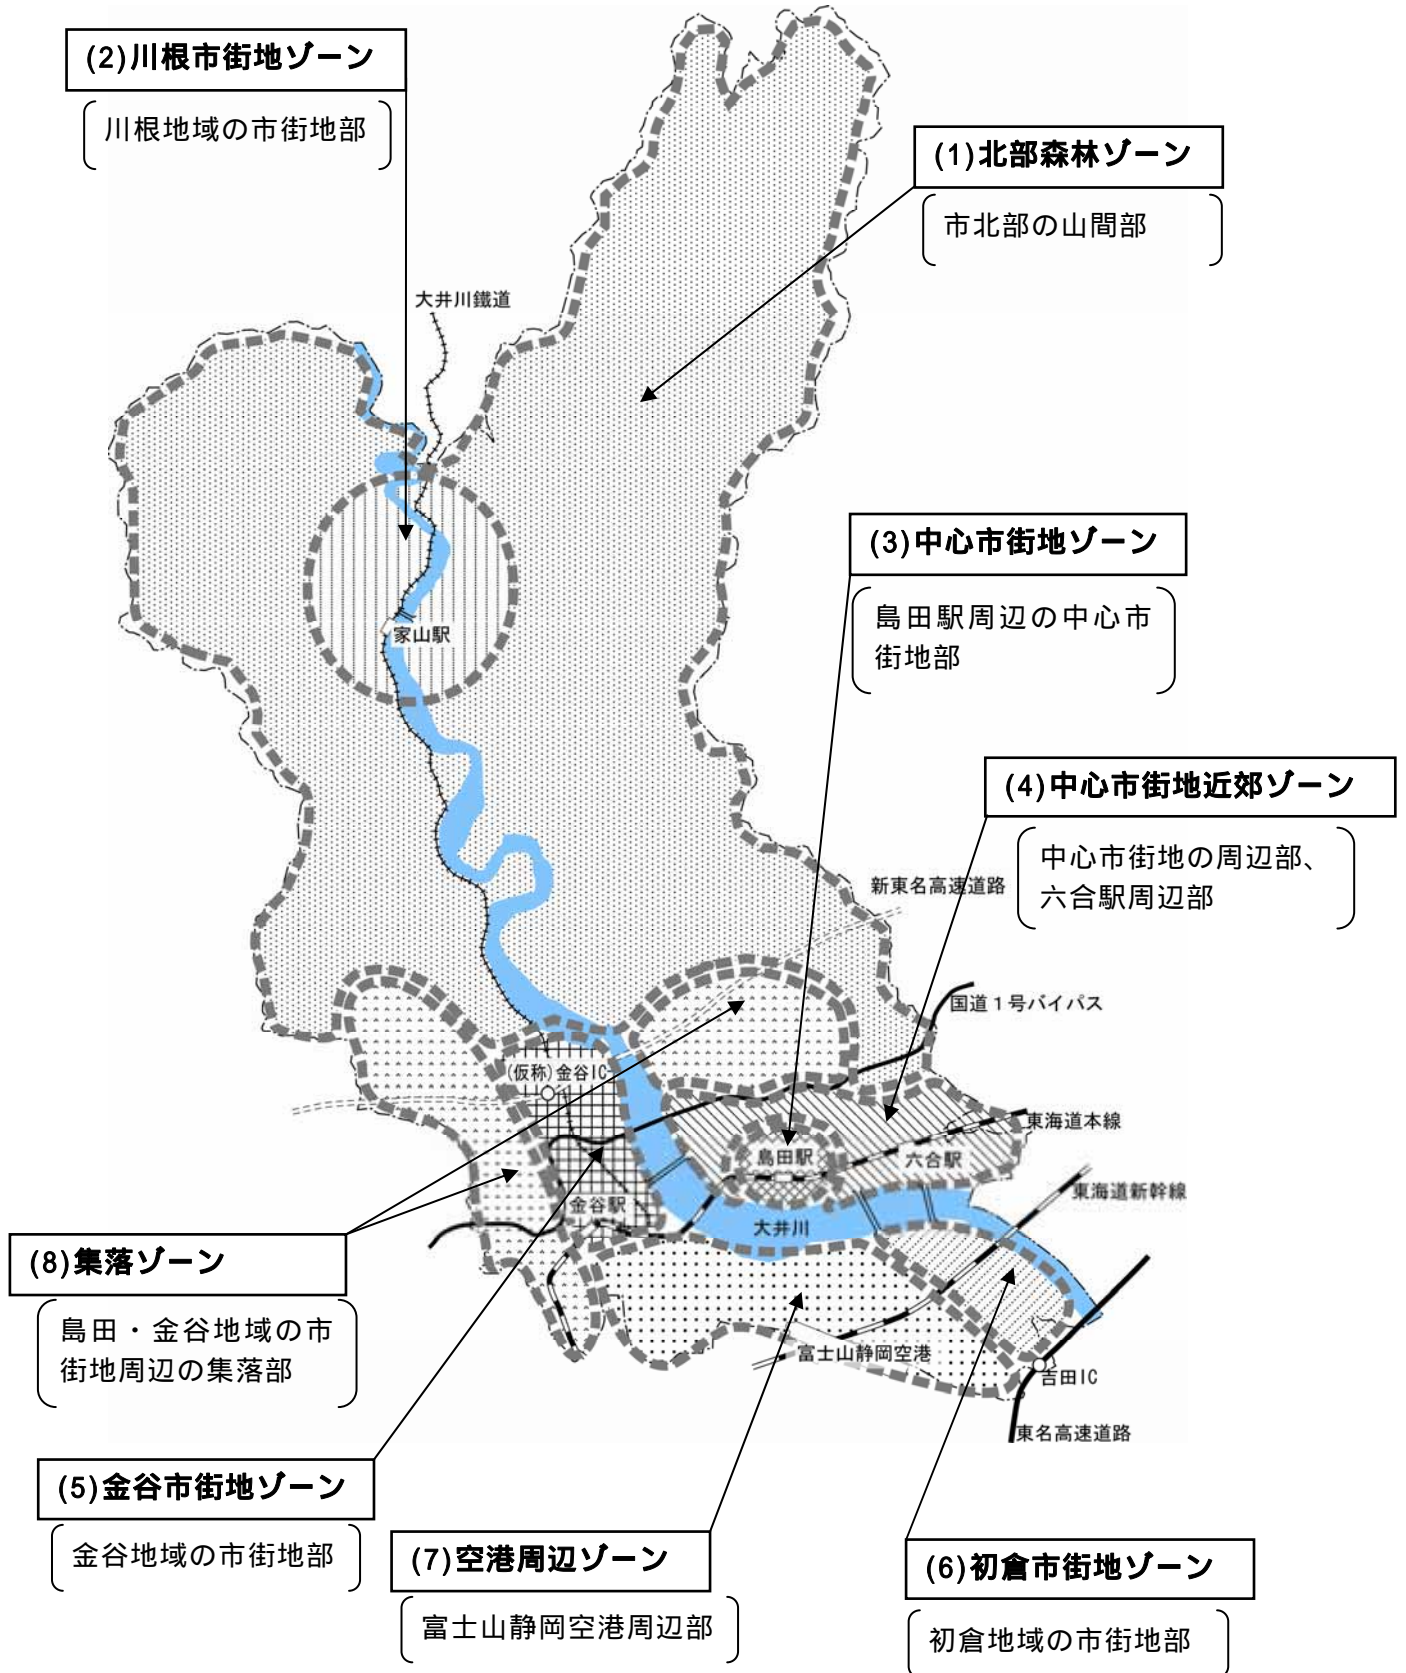 (2)川根市街地ゾーン
川根地域の市街地部
(1)北部森林ゾーン
市北部の山間部
大井川鐵道
(3)中心市街地ゾーン
島田駅周辺の中心市
街地部
家山駅
(4)中心市街地近郊ゾーン
中心市街地の周辺部、
六合駅周辺部
新東名高速道路
国道1号バイパス
(仮称)金谷IC
東海道本線
島田駅
六合駅
東海道新幹線
金谷駅
大井川
(8)集落ゾーン
島田・金谷地域の市
街地周辺の集落部
富士山静岡空港
吉田IC
東名高速道路
(5)金谷市街地ゾーン
金谷地域の市街地部
(7)空港周辺ゾーン
富士山静岡空港周辺部
(6)初倉市街地ゾーン
初倉地域の市街地部